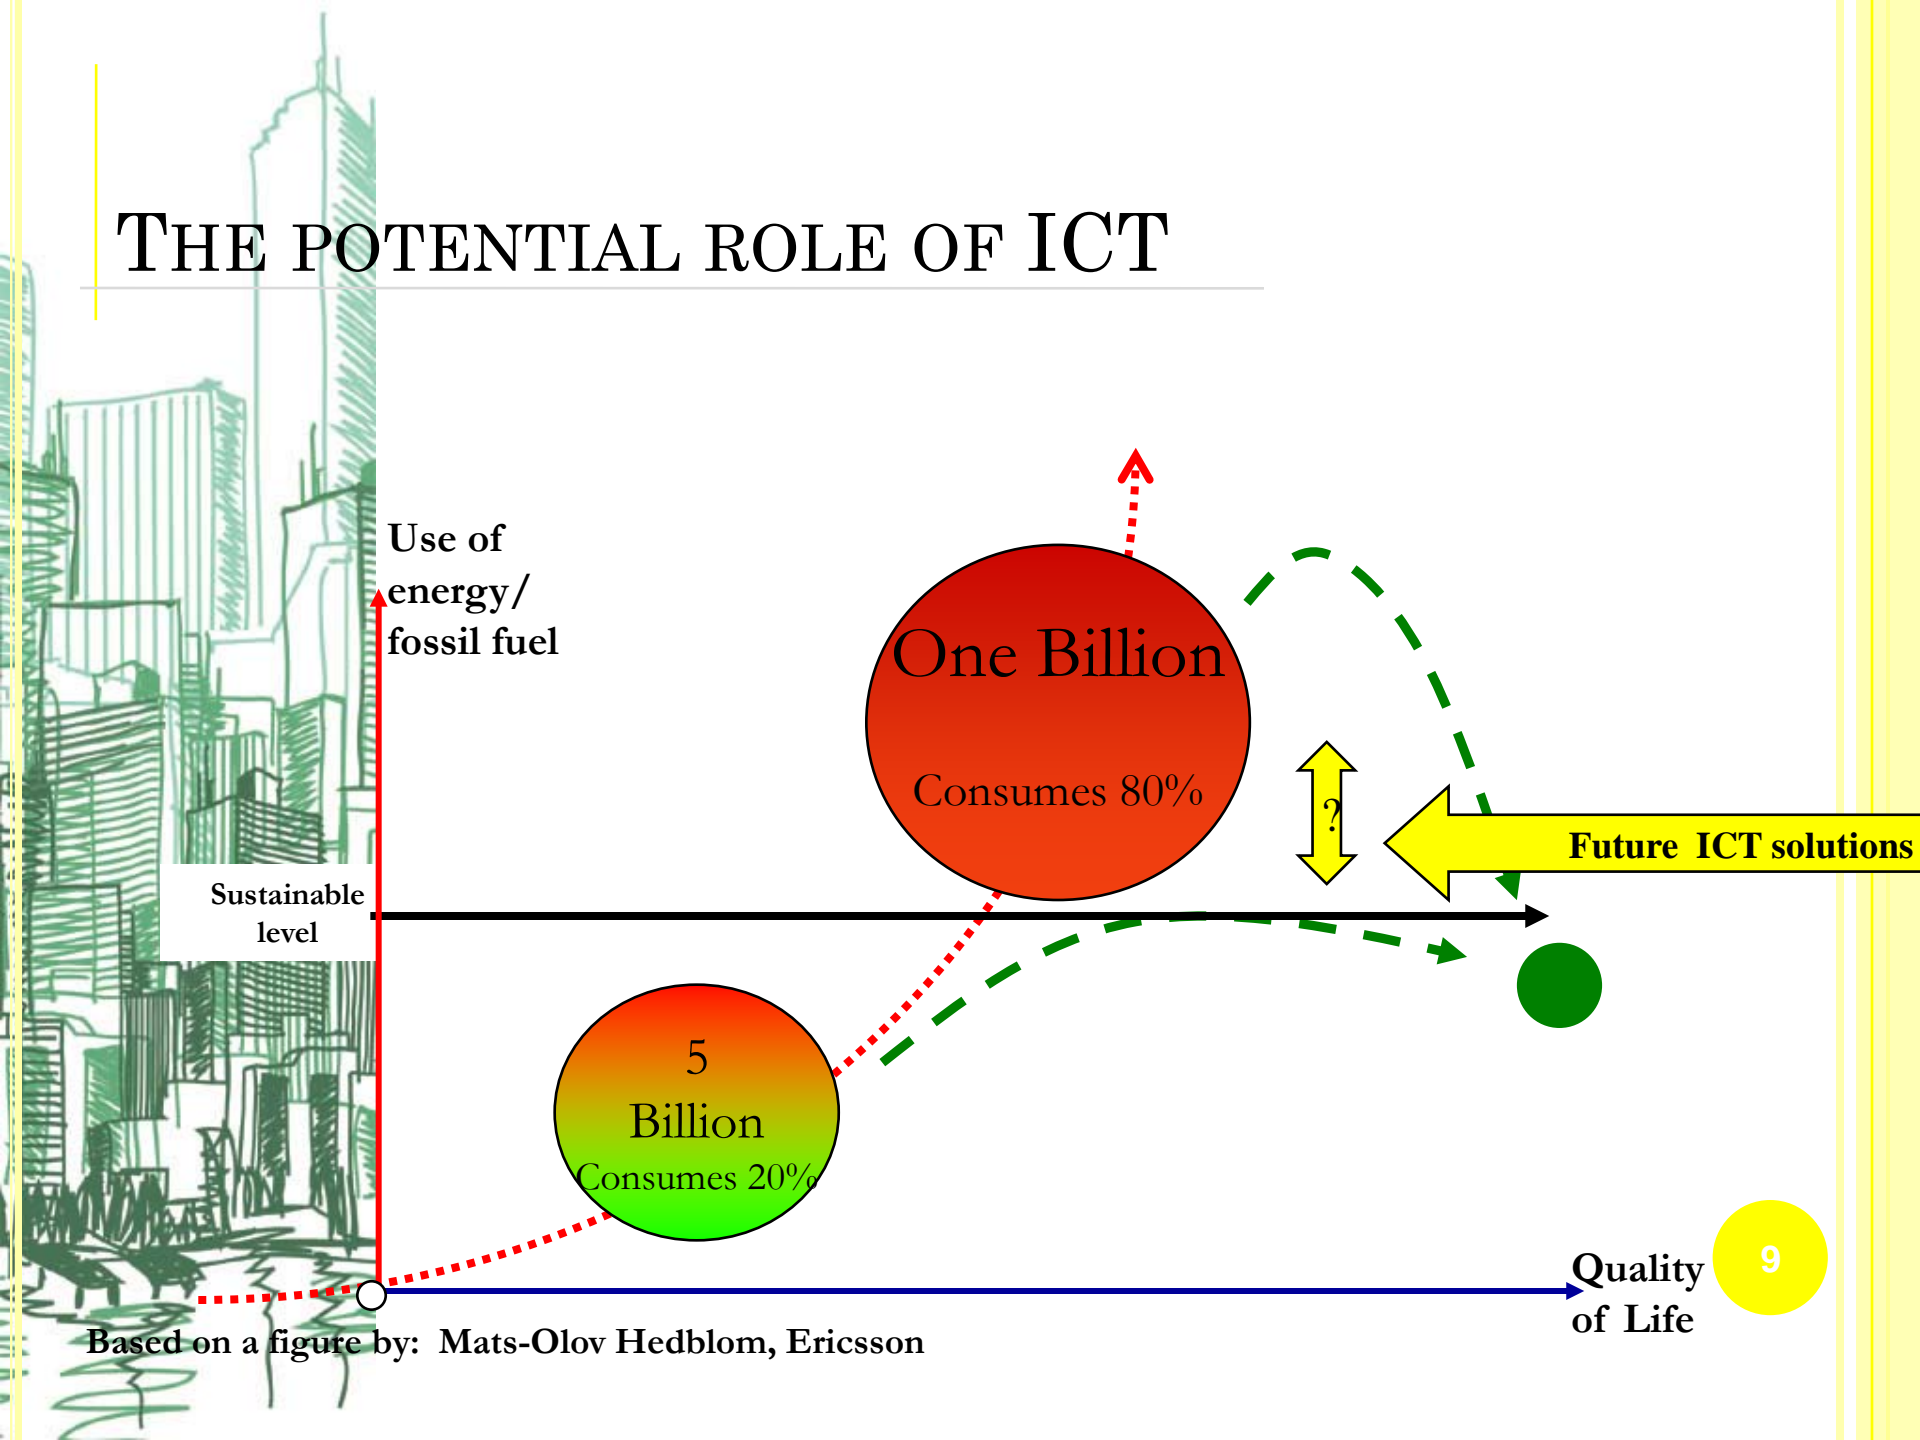 THE POTENTIAL ROLE OF ICT
Use of
energy/
fossil fuel
One Billion
Consumes 80%
?
Future ICT solutions
Sustainable
level
5
Billion
Consumes 20%
Quality
of Life
9
Based on a figure by: Mats-Olov Hedblom, Ericsson